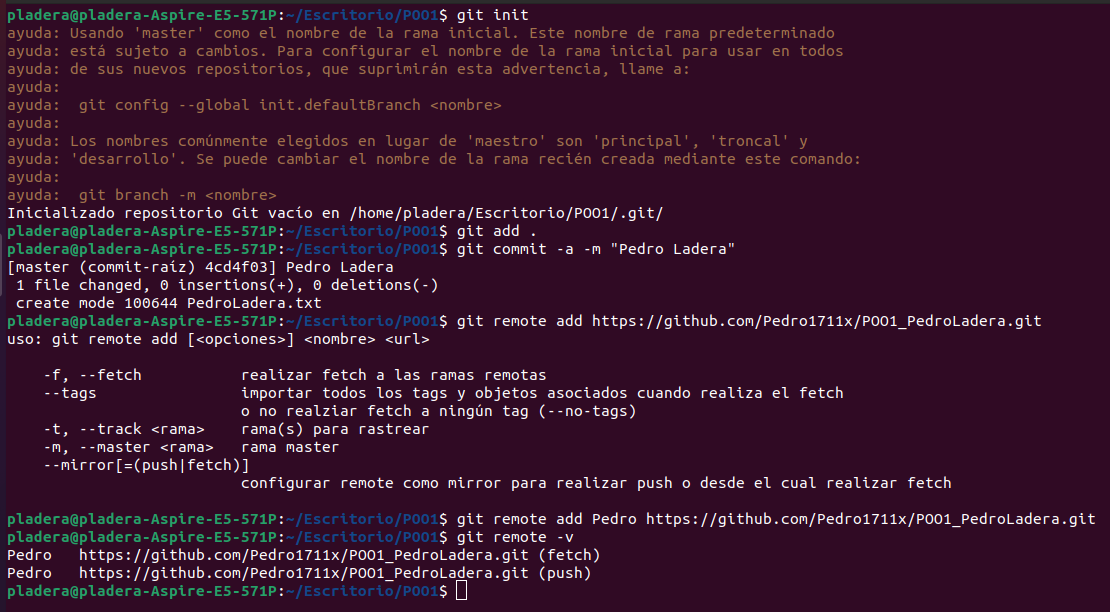 pladera@pladera-Aspire-E5-571P:~/Escritorio/POO1$ git init
ayuda: Usando 'master' como el nombre de la rama inicial. Este nombre de rama predeterminado
ayuda: está sujeto a cambios. Para configurar el nombre de la rama inicial para usar en todos
ayuda: de sus nuevos repositorios, que suprimirán esta advertencia, llame a:
ayuda:
ayuda:  git config --global init.defaultBranch <nombre>
ayuda:
ayuda: Los nombres comúnmente elegidos en lugar de 'maestro' son 'principal', 'troncal' y
ayuda: 'desarrollo'. Se puede cambiar el nombre de la rama recién creada mediante este comando:
ayuda:
ayuda:  git branch -m <nombre>
Inicializado repositorio Git vacío en /home/pladera/Escritorio/POO1/.git/
pladera@pladera-Aspire-E5-571P:~/Escritorio/POO1$ git add .
pladera@pladera-Aspire-E5-571P:~/Escritorio/POO1$ git commit -a -m "Pedro Ladera"
[master (commit-raíz) 4cd4f03] Pedro Ladera
 1 file changed, 0 insertions(+), 0 deletions(-)
 create mode 100644 PedroLadera.txt
pladera@pladera-Aspire-E5-571P:~/Escritorio/POO1$ git remote add https://github.com/Pedro1711x/POO1_PedroLadera.git
uso: git remote add [<opciones>] <nombre> <url>
    -f, --fetch           realizar fetch a las ramas remotas
    --tags                importar todos los tags y objetos asociados cuando realiza el fetch
                          o no realziar fetch a ningún tag (--no-tags)
    -t, --track <rama>    rama(s) para rastrear
    -m, --master <rama>   rama master
    --mirror[=(push|fetch)]
                          configurar remote como mirror para realizar push o desde el cual realizar fetch
pladera@pladera-Aspire-E5-571P:~/Escritorio/POO1$ git remote add Pedro https://github.com/Pedro1711x/POO1_PedroLadera.git
pladera@pladera-Aspire-E5-571P:~/Escritorio/POO1$ git remote -v
Pedro   https://github.com/Pedro1711x/POO1_PedroLadera.git (fetch)
Pedro   https://github.com/Pedro1711x/POO1_PedroLadera.git (push)
pladera@pladera-Aspire-E5-571P:~/Escritorio/POO1$